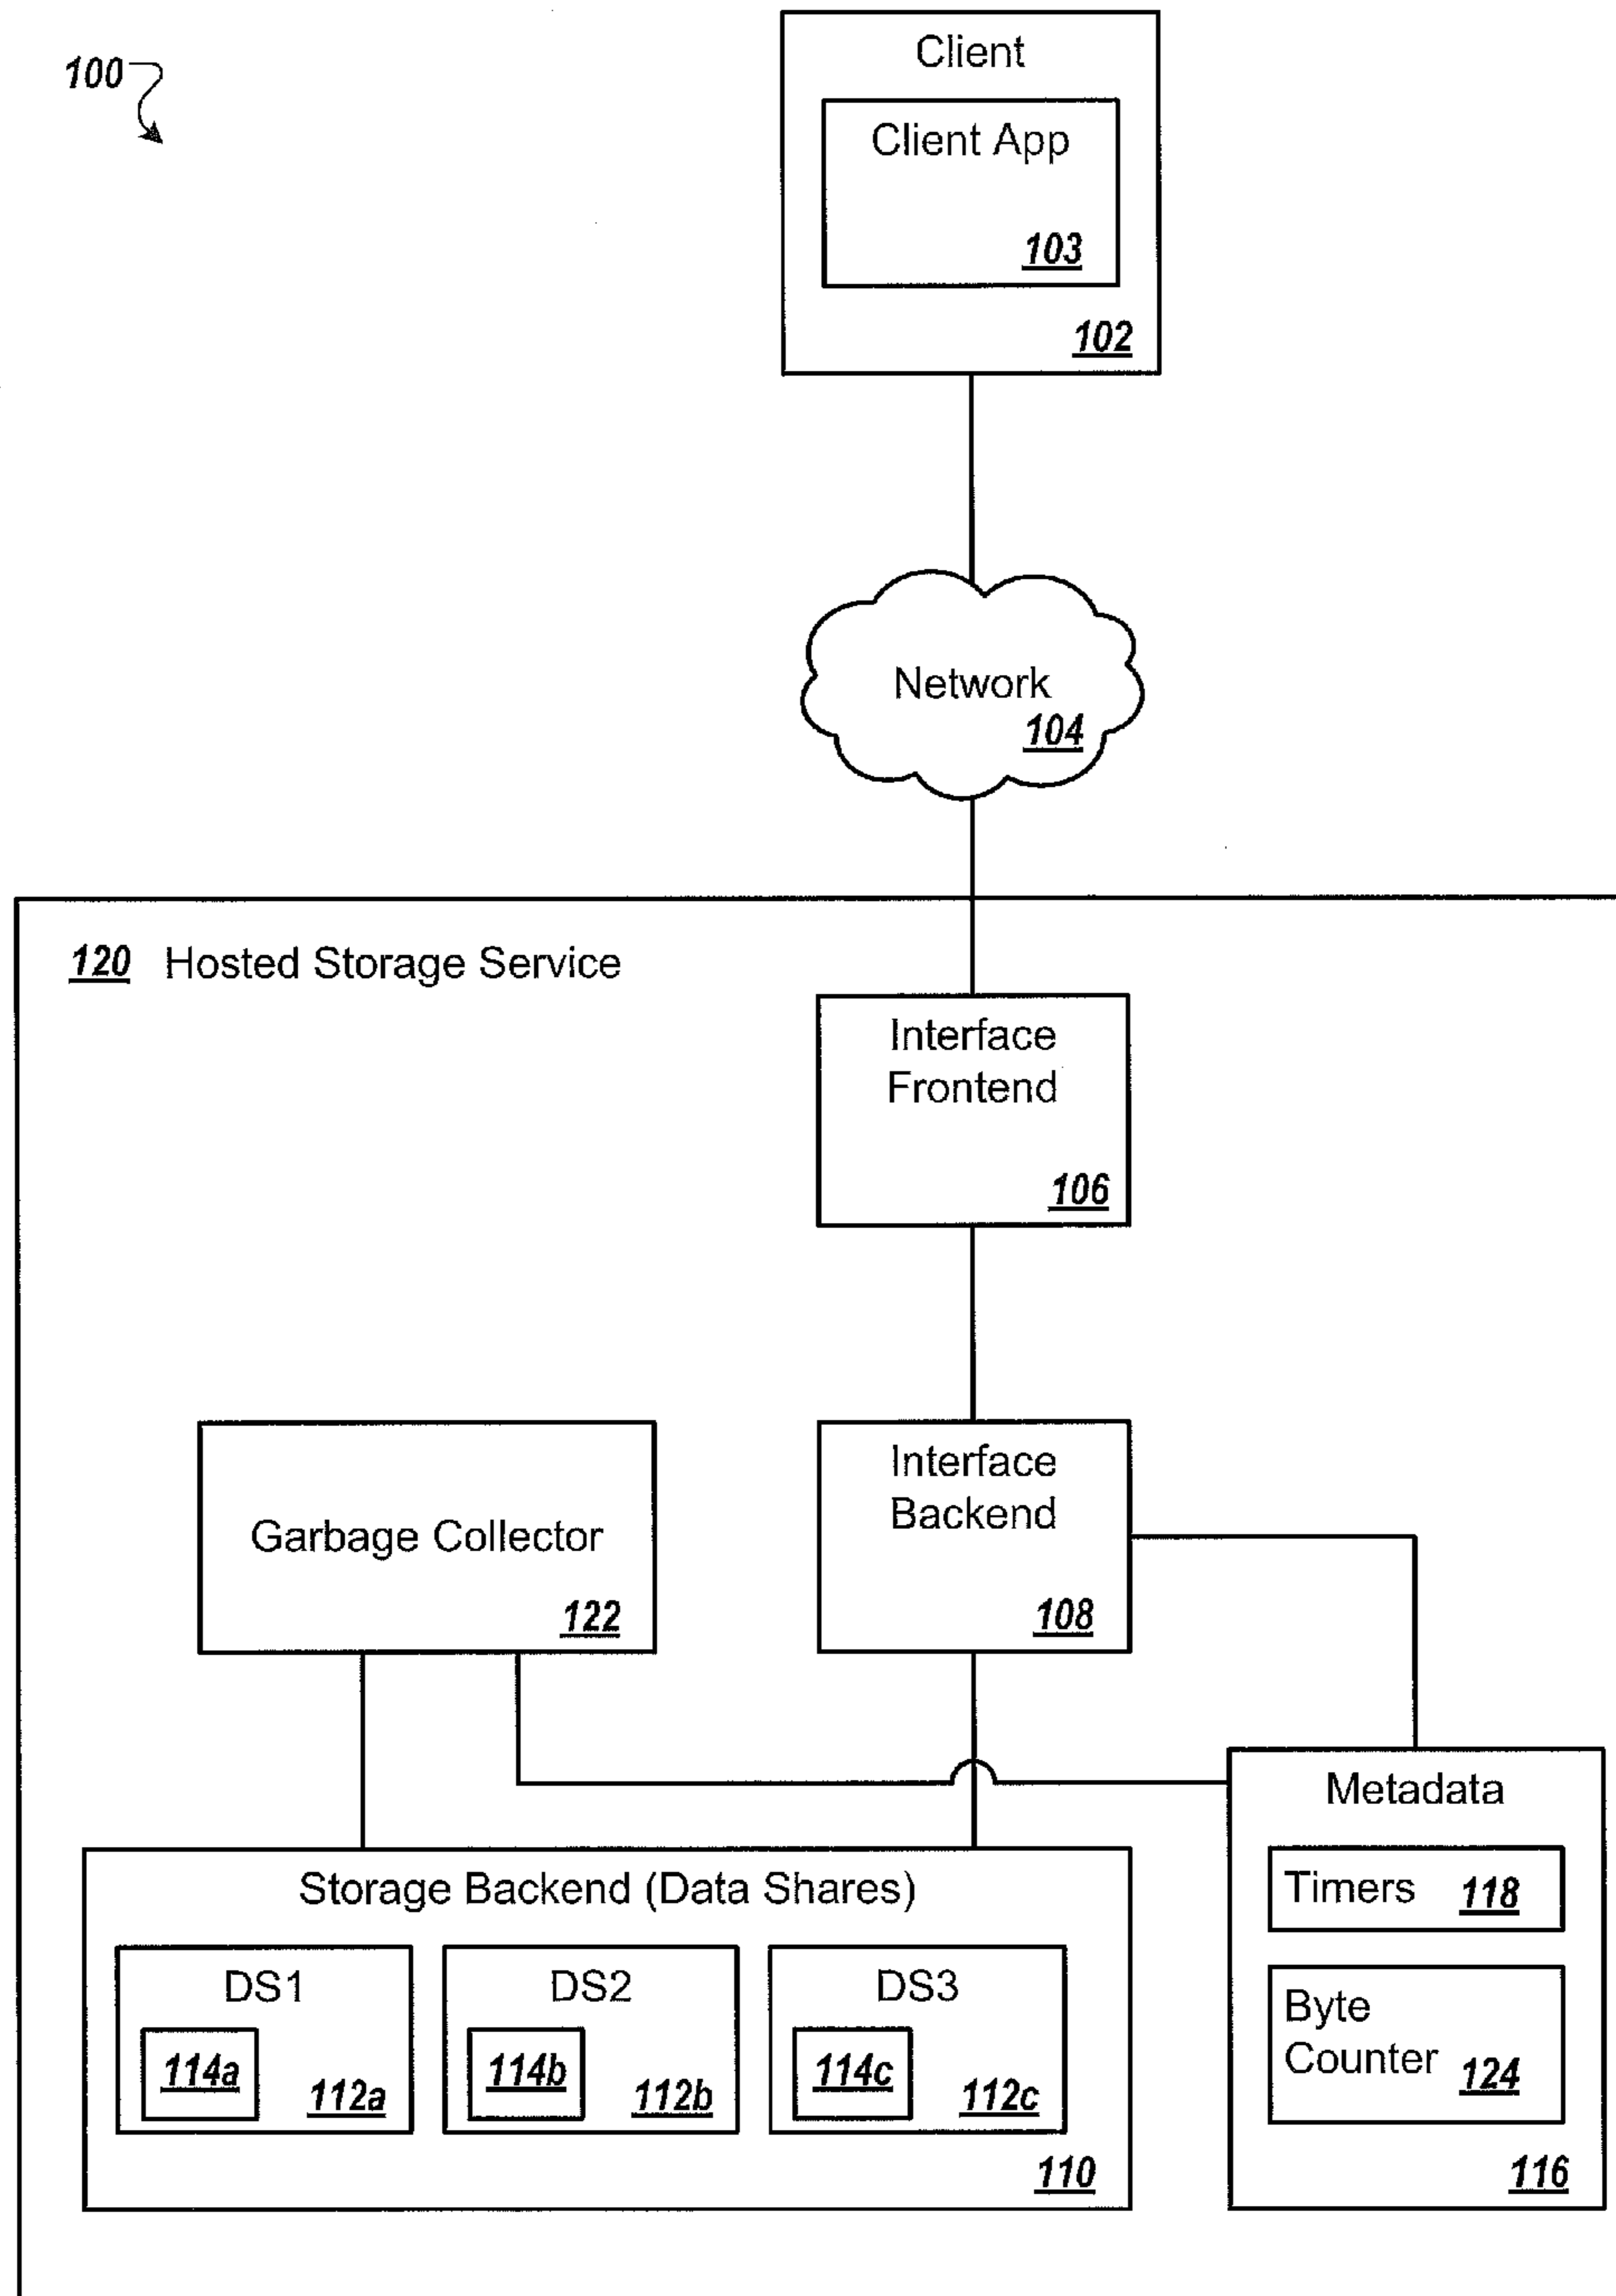 100
Client
Client App
103
102
Network
104
120 Hosted Storage Service
Interface
Frontend
106
Interface
Backend
108
Garbage Collector
122
Metadata
Timers 118
Byte
Counter 124
116
Storage Backend (Data Shares)
DS1
114a
112a
DS2
114b
112b
DS3
114c
112c
110